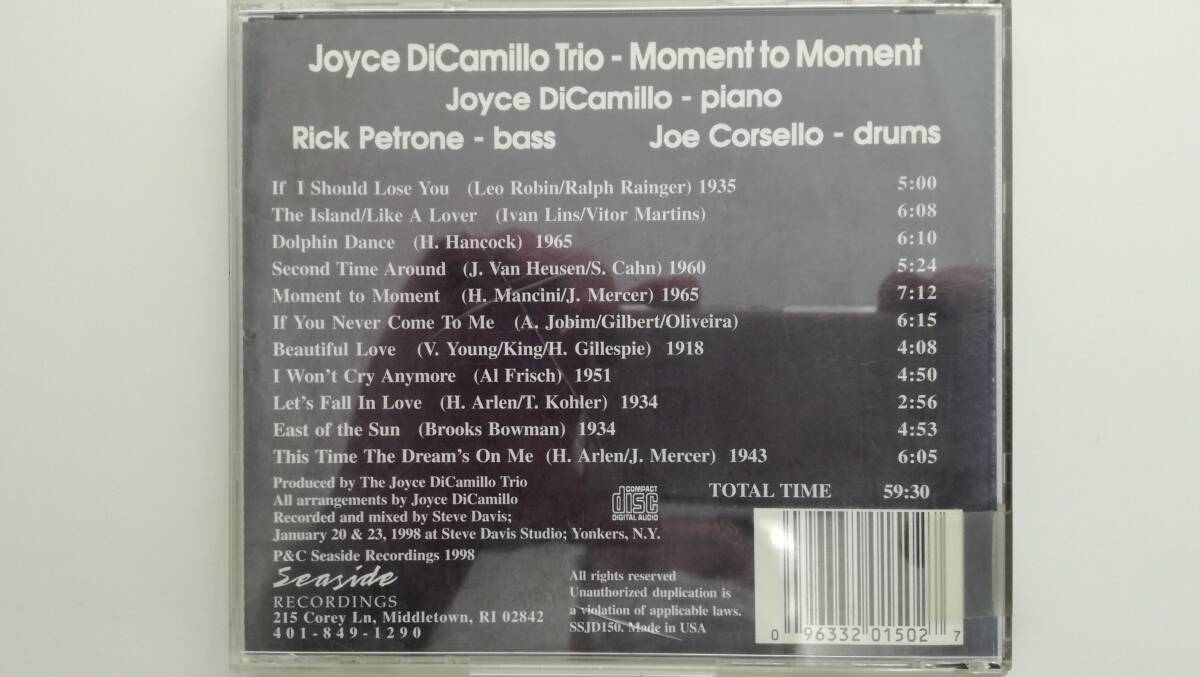 Joyce DiCamillo Trio - Moment to Moment
Joyce DiCamillo - piano
Rick Petrone - bass Joe Corsello - drums
If I Should Lose You (Leo Robin/Ralph Rainger) 1935 5:00
The Island/Like A Lover (Ivan Lins/Vitor Martins) 6:08
Dolphin Dance (H. Hancock) 1965 6:10
Second Time Around (J. Van Heusen/S. Cahn) 1960 5:24
Moment to Moment (H. Mancini/J. Mercer) 1965 7:12
If You Never Come To Me (A. Jobim/Gilbert/Oliveira) 6:15
Beautiful Love (V. Young/King/H. Gillespie) 1918 4:08
I Won't Cry Anymore (Al Frisch) 1951 4:50
Let's Fall In Love (H. Arlen/T. Kohler) 1934 2:56
East of the Sun (Brooks Bowman) 1934 4:53
This Time The Dream's On Me (H. Arlen/J. Mercer) 1943 6:05
TOTAL TIME 59:30
Produced by The Joyce DiCamillo Trio
All arrangements by Joyce DiCamillo
Recorded and mixed by Steve Davis;
January 20 & 23, 1998 at Steve Davis Studio; Yonkers, N.Y.
P&C Seaside Recordings 1998
COMPACT
disc
DIGITAL AUDIO
Seaside
RECORDINGS
215 Corey Ln, Middletown, RI 02842
401-849-1290
All rights reserved
Unauthorized duplication is
a violation of applicable laws.
SSJD150. Made in USA
0 96332 01502 7